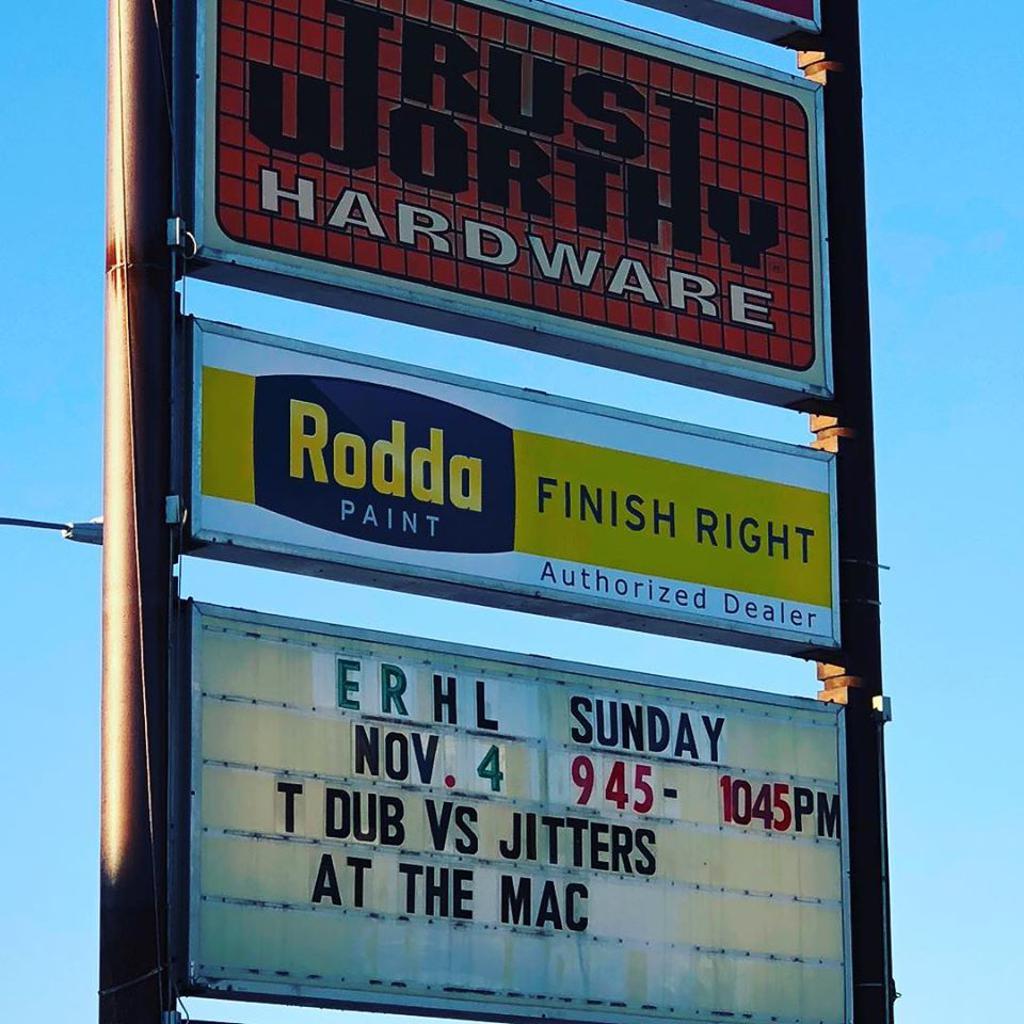 TRUST
WORTHY
HARDWARE
Rodda
PAINT
FINISH RIGHT
Authorized Dealer
ERHL SUNDAY
NOV. 4 945- 1045PM
T DUB VS JITTERS
AT THE MAC